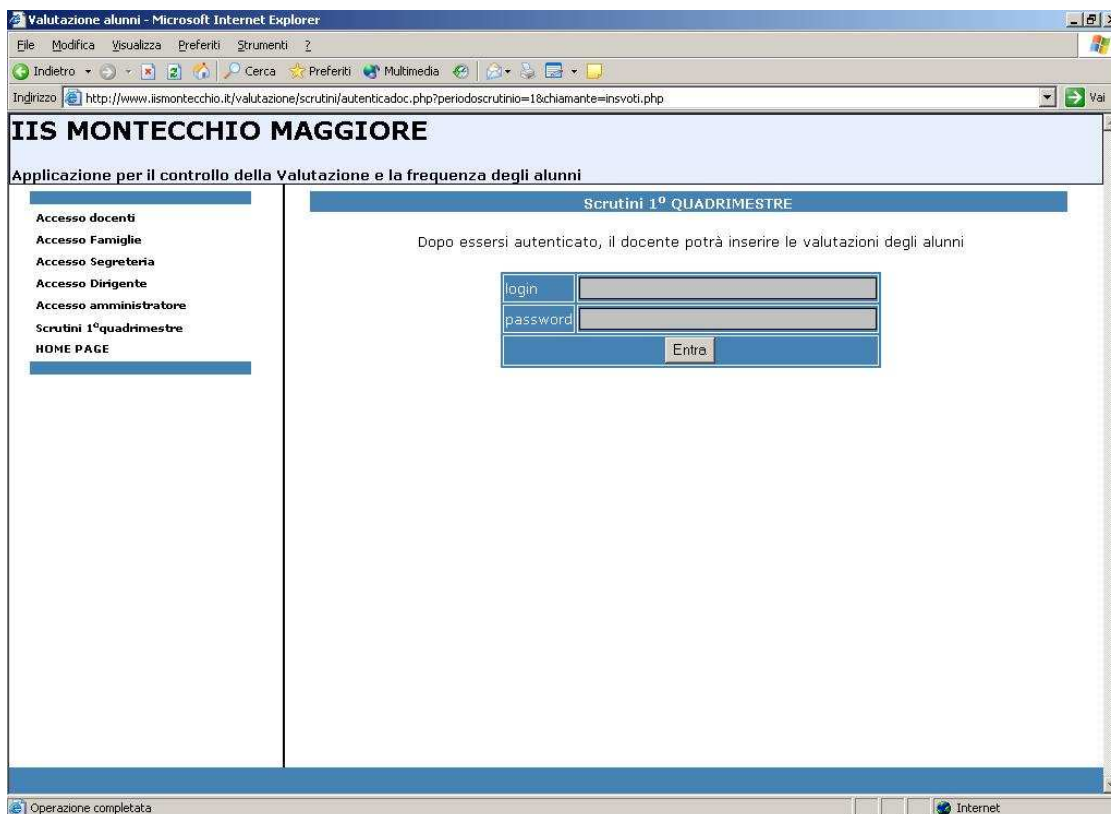 Valutazione alunni - Microsoft Internet Explorer
File Modifica Visualizza Preferiti Strumenti ?
Indietro Cerca Preferiti Multimedia
Indirizzo http://www.iismontecchio.it/valutazione/scrutini/autenticadoc.php?periodoscrutinio=1&chiamante=insvoti.php Vai
IIS MONTECCHIO MAGGIORE
Applicazione per il controllo della Valutazione e la frequenza degli alunni
Accesso docenti
Accesso Famiglie
Accesso Segreteria
Accesso Dirigente
Accesso amministratore
Scrutini 1°quadrimestre
HOME PAGE
Scrutini 1° QUADRIMESTRE
Dopo essersi autenticato, il docente potrà inserire le valutazioni degli alunni
login
password
Entra
Operazione completata Internet